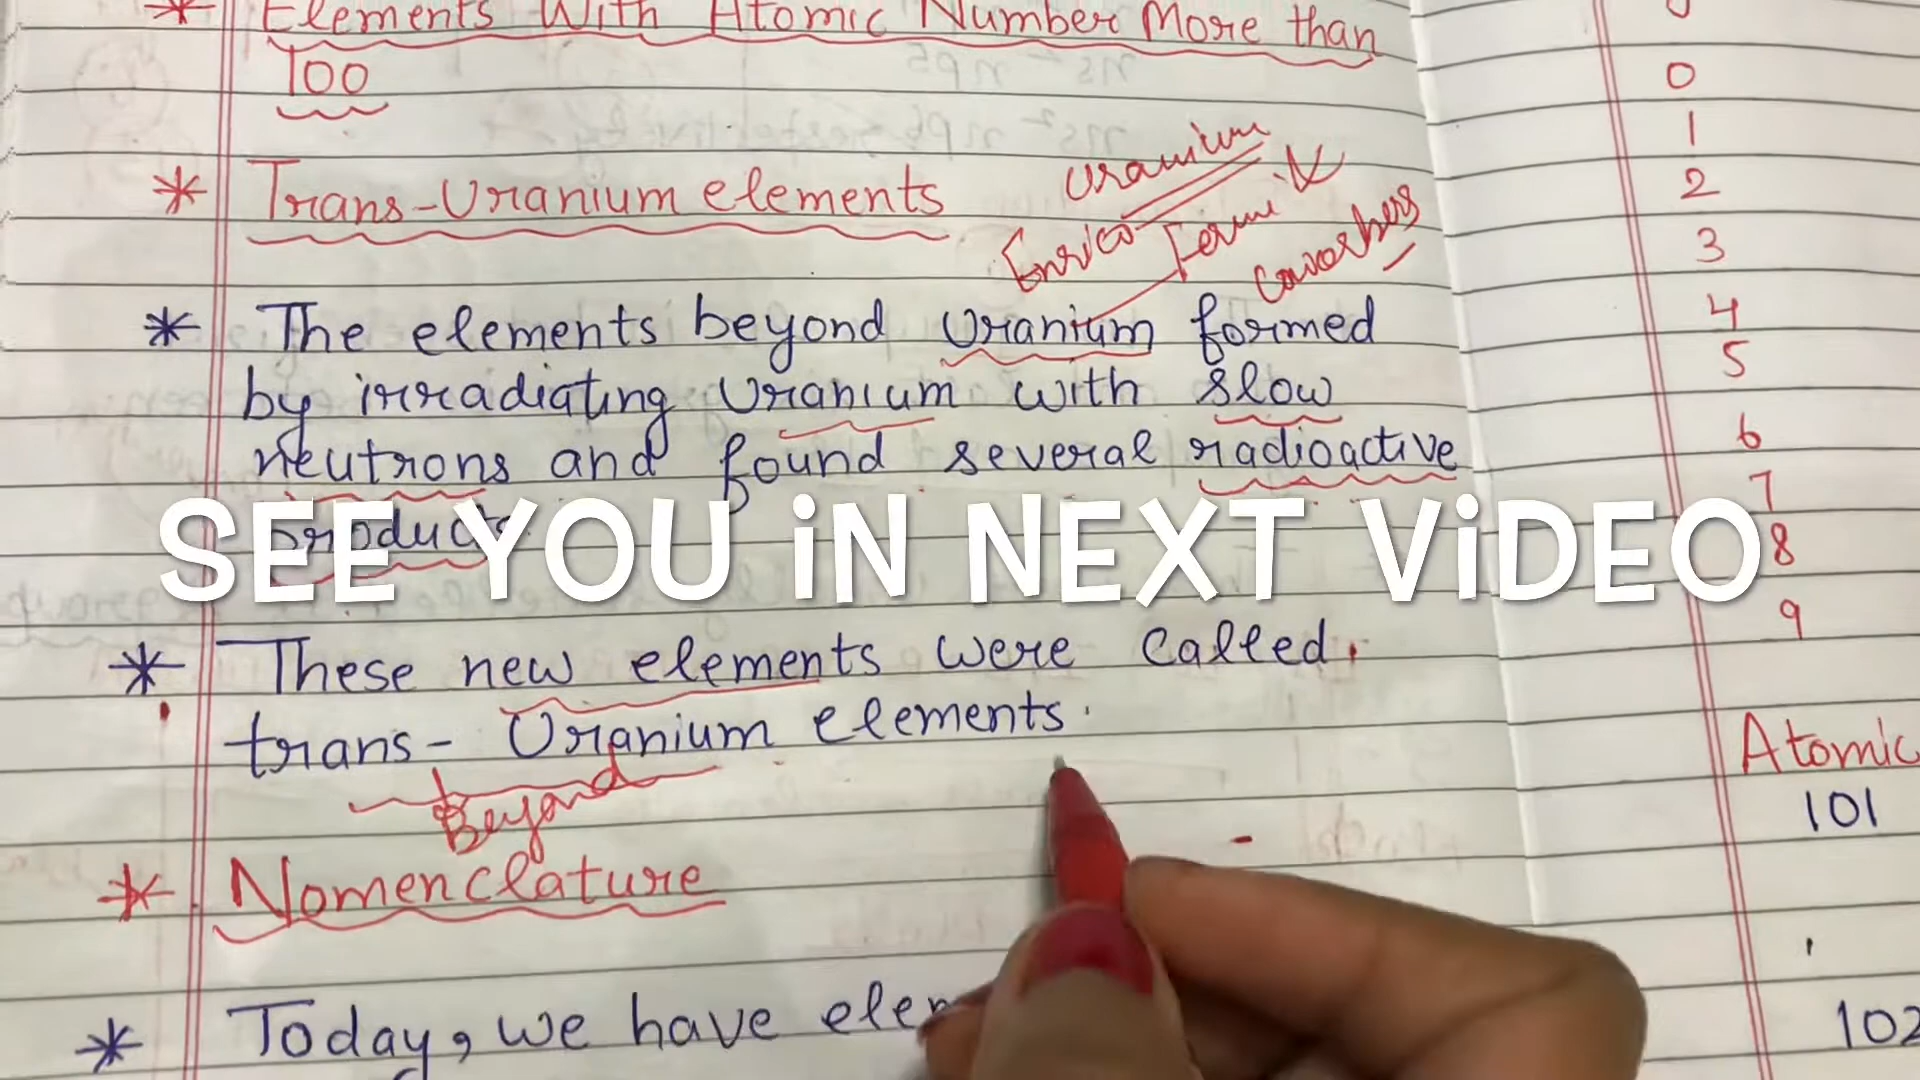 * Elements With Atomic Number More than
100
* Trans-Uranium elements
Uranium
Enrico Fermi
* The elements beyond Uranium formed
by irradiating Uranium with slow
neutrons and found several radioactive
products
SEE YOU iN NEXT ViDEO
* These new elements were called
trans- Uranium elements.
Beyond
* Nomenclature
* Today, we have
0
1
2
3
4
5
6
7
8
9
Atomic
101
102